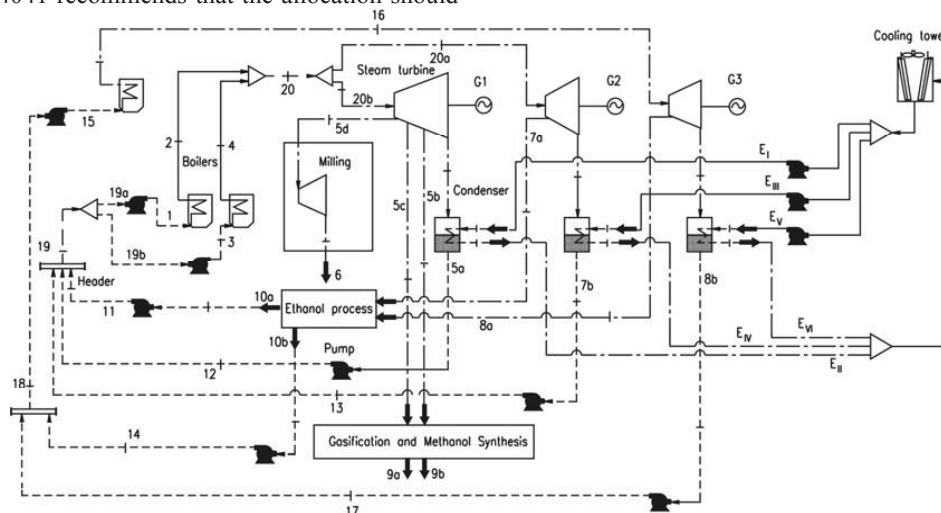 4041 recommends that the allocation should
16
Cooling tower
20a
Steam turbine
G1
G2
G3
20
20b
15
5d
7a
2
4
Boilers
Milling
E_I
19a
5b
Condenser
E_III
1
5c
E_V
19
3
19b
5a
7b
8b
Header
6
10a
11
Ethanol process
8a
E_VI
10b
E_IV
Pump
12
E_II
18
13
14
Gasification and Methanol Synthesis
9a
9b
17